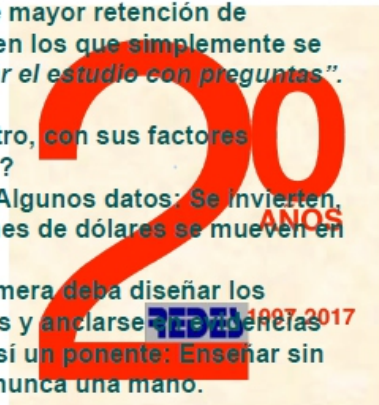 mayor retención de
en los que simplemente se
r el estudio con preguntas”.
tro, con sus factores
?
Algunos datos: Se invierten,
es de dólares se mueven en
mera deba diseñar los
s y anclarse en evidencias
sí un ponente: Enseñar sin
nunca una mano.
20
AÑOS
REDES 1997-2017